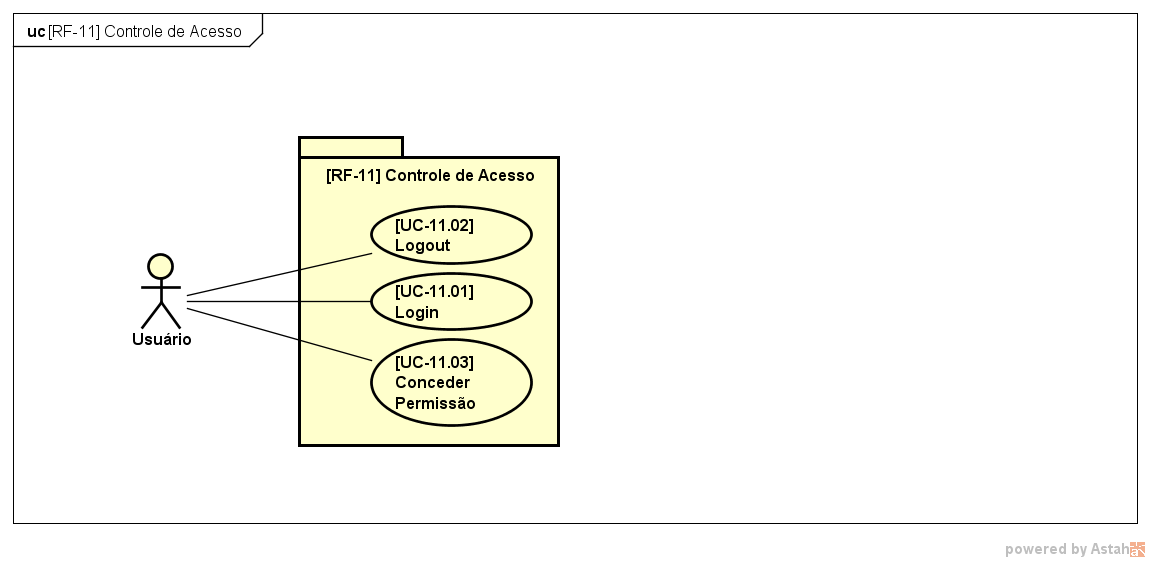 uc [RF-11] Controle de Acesso
[RF-11] Controle de Acesso
[UC-11.02]
Logout
[UC-11.01]
Login
[UC-11.03]
Conceder
Permissão
Usuário
powered by Astah